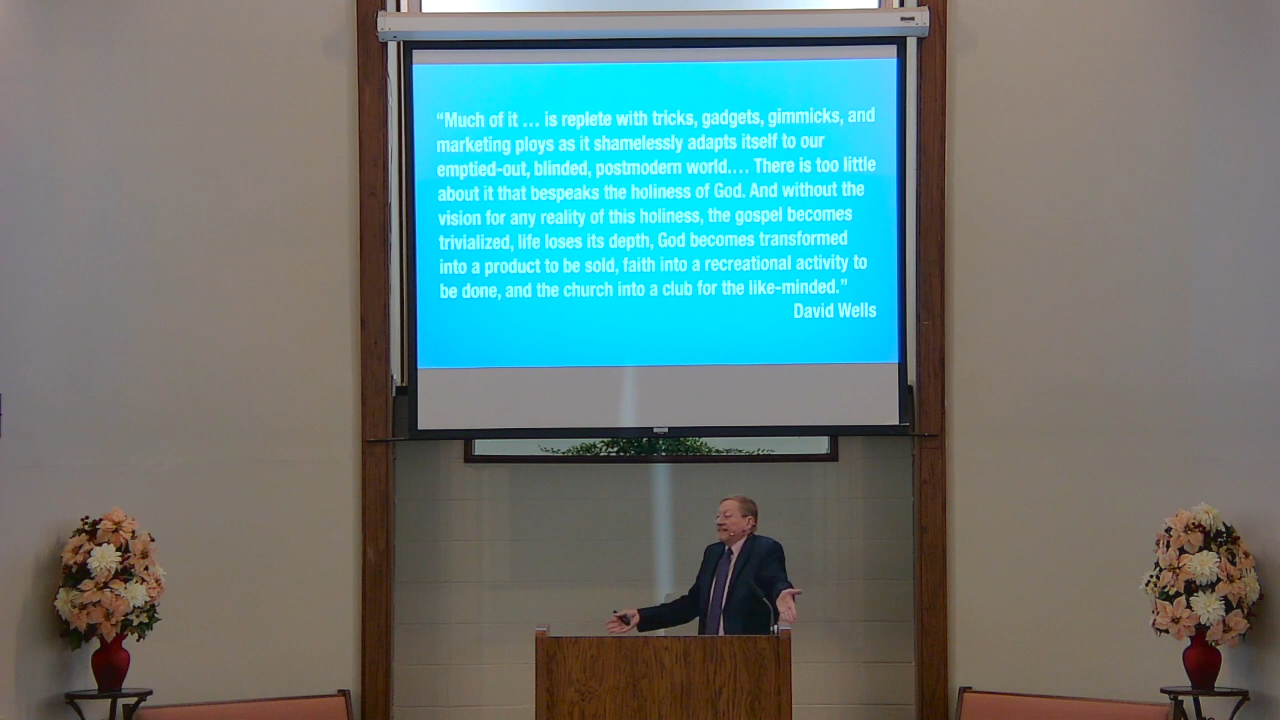 “Much of it … is replete with tricks, gadgets, gimmicks, and
marketing ploys as it shamelessly adapts itself to our
emptied-out, blinded, postmodern world…. There is too little
about it that bespeaks the holiness of God. And without the
vision for any reality of this holiness, the gospel becomes
trivialized, life loses its depth, God becomes transformed
into a product to be sold, faith into a recreational activity to
be done, and the church into a club for the like-minded.”
David Wells